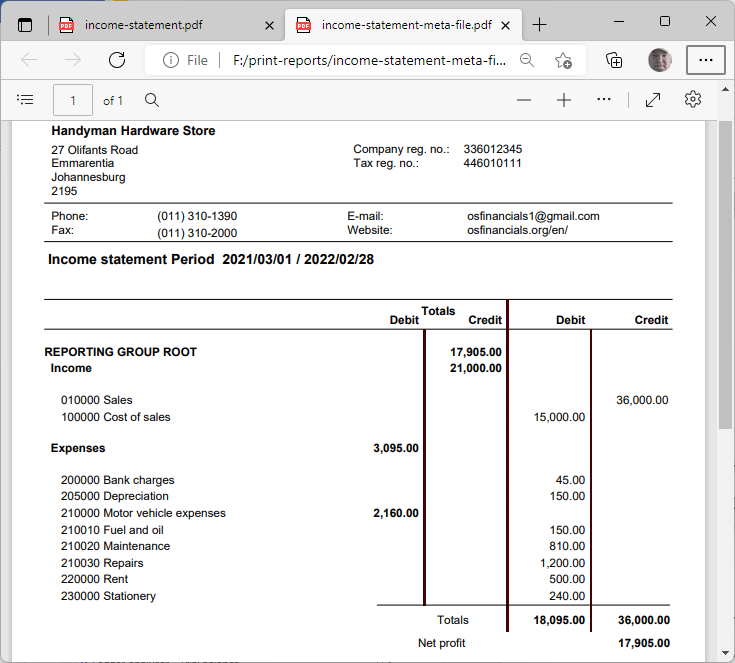 income-statement.pdf
income-statement-meta-file.pdf
File F:/print-reports/income-statement-meta-fi...
1 of 1
Handyman Hardware Store
27 Olifants Road Company reg. no.: 336012345
Emmarentia Tax reg. no.: 446010111
Johannesburg
2195
Phone: (011) 310-1390 E-mail: osfinancials1@gmail.com
Fax: (011) 310-2000 Website: osfinancials.org/en/
Income statement Period 2021/03/01 / 2022/02/28
Totals
Debit Credit Debit Credit
REPORTING GROUP ROOT 17,905.00
Income 21,000.00
010000 Sales 36,000.00
100000 Cost of sales 15,000.00
Expenses 3,095.00
200000 Bank charges 45.00
205000 Depreciation 150.00
210000 Motor vehicle expenses 2,160.00
210010 Fuel and oil 150.00
210020 Maintenance 810.00
210030 Repairs 1,200.00
220000 Rent 500.00
230000 Stationery 240.00
Totals 18,095.00 36,000.00
Net profit 17,905.00